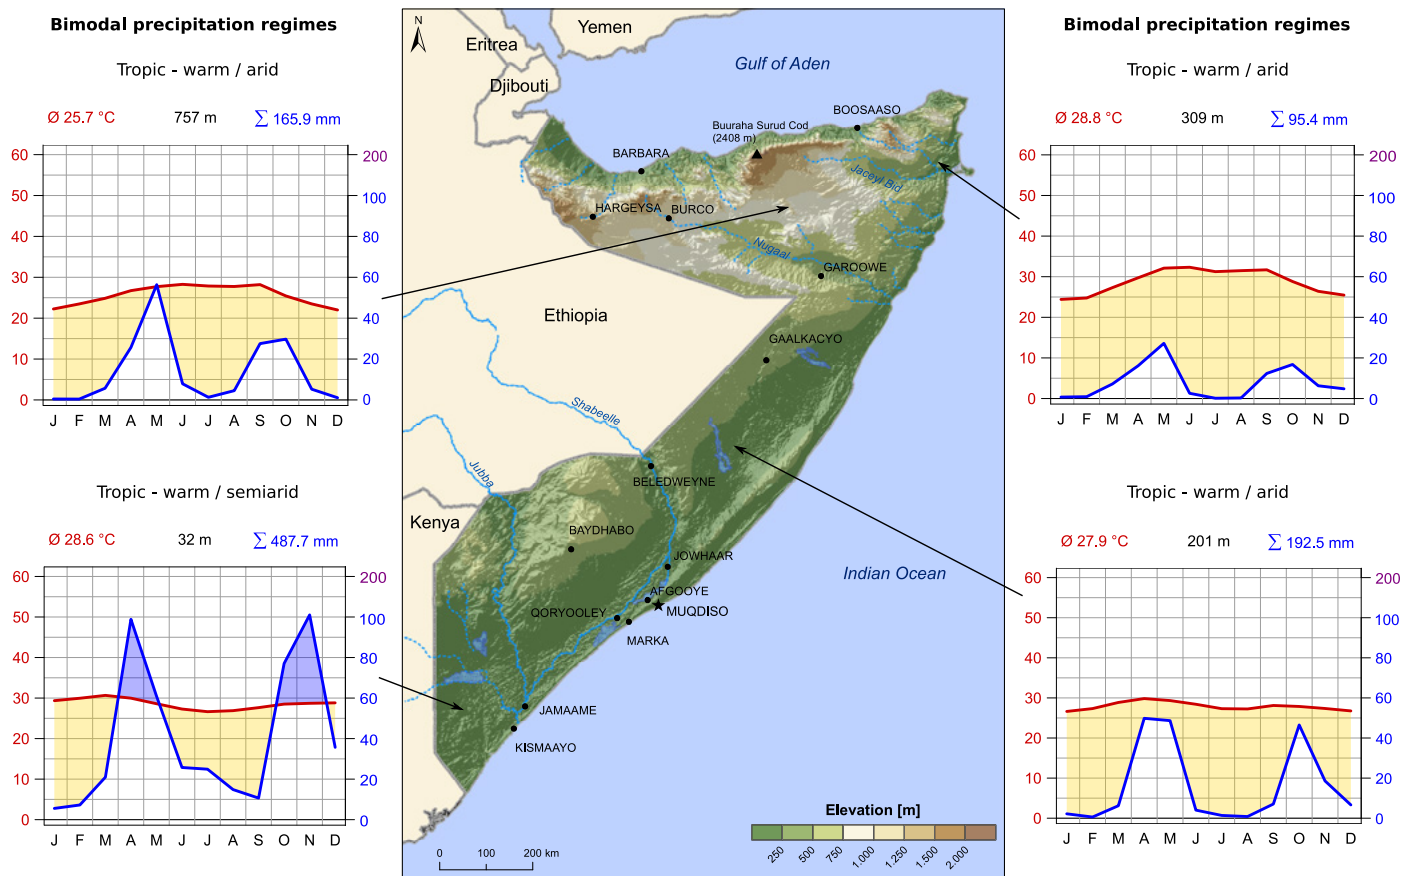 Bimodal precipitation regimes
Tropic - warm / arid
Ø 25.7 °C 757 m ∑ 165.9 mm
60 200
50 100
40 80
30 60
20 40
10 20
0 0
J F M A M J J A S O N D
Tropic - warm / semiarid
Ø 28.6 °C 32 m ∑ 487.7 mm
60 200
50 100
40 80
30 60
20 40
10 20
0 0
J F M A M J J A S O N D
N
Yemen
Eritrea
Gulf of Aden
Djibouti
BOOSAASO
Buuraha Surud Cod
(2408 m)
BARBARA
Jaceyl Bid
HARGEYSA BURCO
Nugaal
GAROOWE
Ethiopia
GAALKACYO
Shabeelle
Jubba
BELEDWEYNE
Kenya
BAYDHABO
JOWHAAR
Indian Ocean
AFGOOYE
QORYOOLEY MUQDISO
MARKA
JAMAAME
KISMAAYO
Elevation [m]
250 500 750 1.000 1.250 1.500 2.000
0 100 200 km
Bimodal precipitation regimes
Tropic - warm / arid
Ø 28.8 °C 309 m ∑ 95.4 mm
60 200
50 100
40 80
30 60
20 40
10 20
0 0
J F M A M J J A S O N D
Tropic - warm / arid
Ø 27.9 °C 201 m ∑ 192.5 mm
60 200
50 100
40 80
30 60
20 40
10 20
0 0
J F M A M J J A S O N D